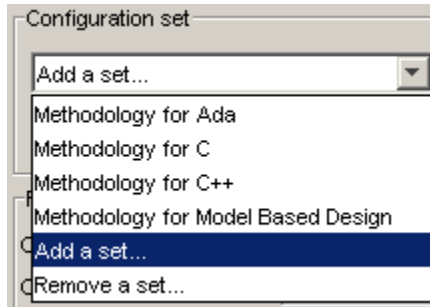 Configuration set
Add a set...
Methodology for Ada
Methodology for C
Methodology for C++
Methodology for Model Based Design
Add a set...
Remove a set...